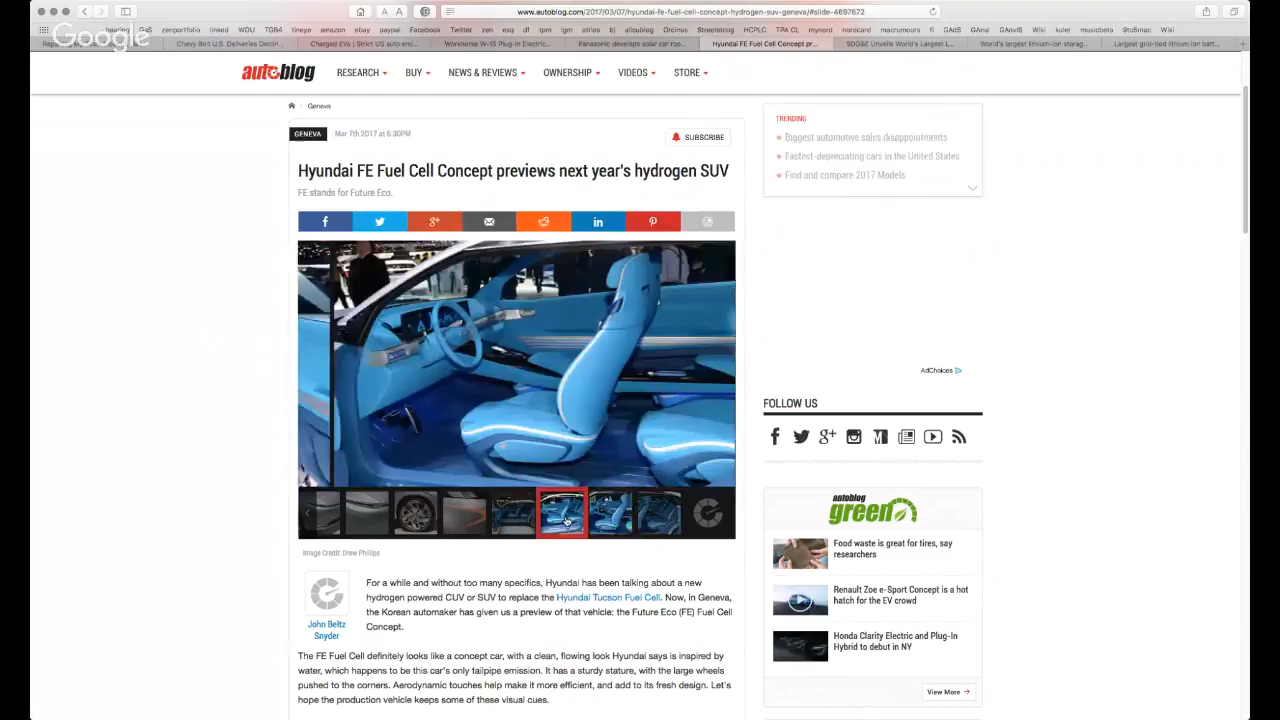 www.autoblog.com/2017/03/07/hyundai-fe-fuel-cell-concept-hydrogen-suv-geneva/#slide-4697672
linked WDU TGB4 tineye amazon ebay paypal Facebook Twitter zen esq df tpm lgm atrios bj allcublog Orcinus Streetsblog HCPLC TPA CL mynord nordcard macrumours fi GAdS GAnal GAovIS Wiki kuler musicbeta 9to5mac Wiki
Google
Chevy Bolt U.S. Deliveries Declin...
Charged EVs | Strict US auto emi...
Workhorse W-15 Plug-In Electric...
Panasonic develops solar car roo...
Hyundai FE Fuel Cell Concept pr...
SDG&E Unveils World's Largest L...
World's largest lithium-ion storag...
Largest grid-tied lithium ion batt...
autoblog
RESEARCH BUY NEWS & REVIEWS OWNERSHIP VIDEOS STORE
Geneva
GENEVA Mar 7th 2017 at 6:30PM
SUBSCRIBE
Hyundai FE Fuel Cell Concept previews next year's hydrogen SUV
FE stands for Future Eco.
Image Credit: Drew Phillips
John Beltz
Snyder
For a while and without too many specifics, Hyundai has been talking about a new
hydrogen powered CUV or SUV to replace the Hyundai Tucson Fuel Cell. Now, in Geneva,
the Korean automaker has given us a preview of that vehicle: the Future Eco (FE) Fuel Cell
Concept.
The FE Fuel Cell definitely looks like a concept car, with a clean, flowing look Hyundai says is inspired by
water, which happens to be this car's only tailpipe emission. It has a sturdy stature, with the large wheels
pushed to the corners. Aerodynamic touches help make it more efficient, and add to its fresh design. Let's
hope the production vehicle keeps some of these visual cues.
TRENDING
Biggest automotive sales disappointments
Fastest-depreciating cars in the United States
Find and compare 2017 Models
AdChoices
FOLLOW US
autoblog
green
Food waste is great for tires, say
researchers
Renault Zoe e-Sport Concept is a hot
hatch for the EV crowd
Honda Clarity Electric and Plug-In
Hybrid to debut in NY
View More